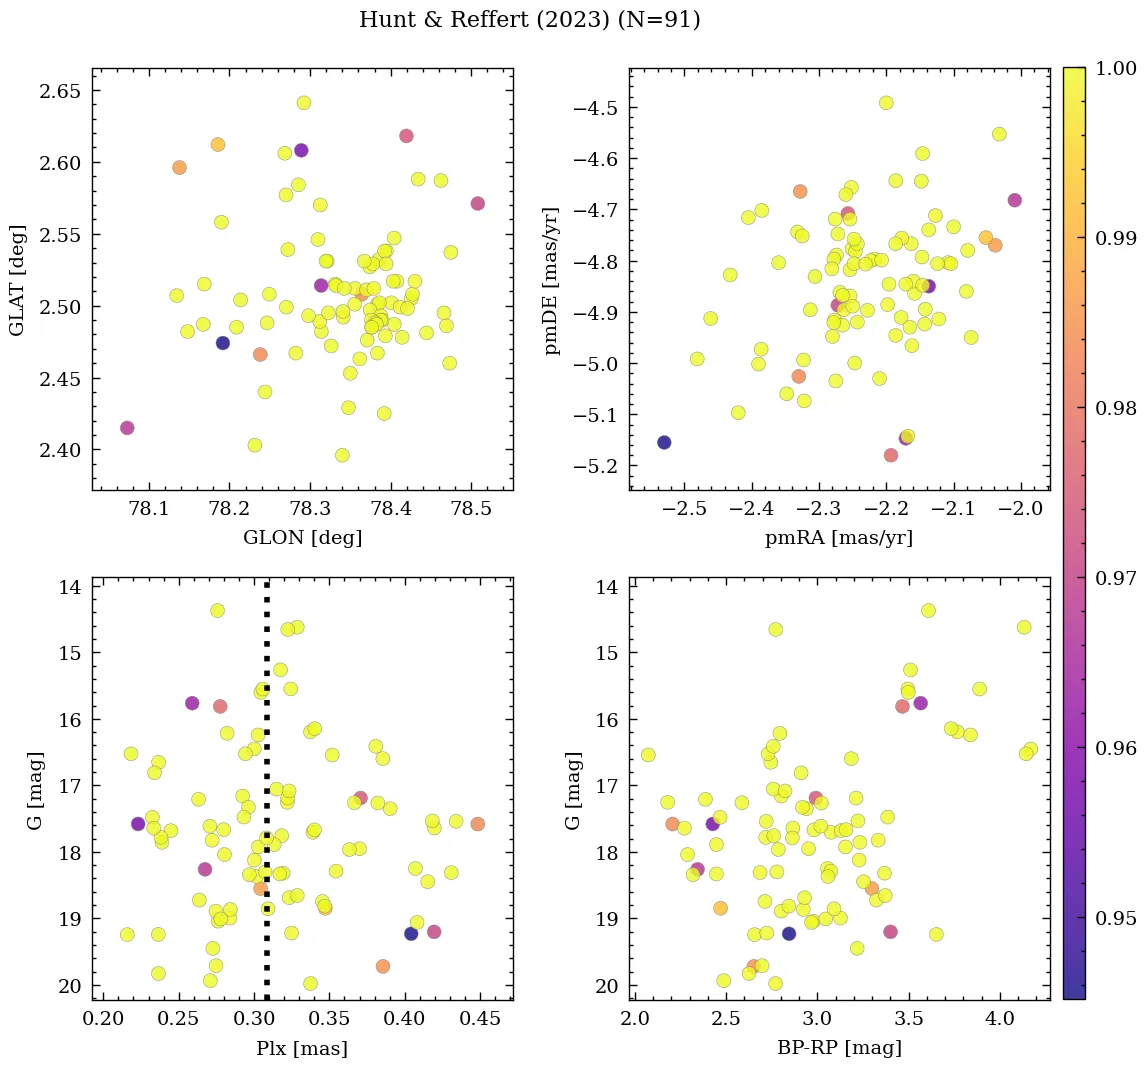 Hunt & Reffert (2023) (N=91)
2.65
2.60
2.55
2.50
2.45
2.40
GLAT [deg]
78.1 78.2 78.3 78.4 78.5
GLON [deg]
−4.5
−4.6
−4.7
−4.8
−4.9
−5.0
−5.1
−5.2
pmDE [mas/yr]
−2.5 −2.4 −2.3 −2.2 −2.1 −2.0
pmRA [mas/yr]
14
15
16
17
18
19
20
G [mag]
0.20 0.25 0.30 0.35 0.40 0.45
Plx [mas]
14
15
16
17
18
19
20
G [mag]
2.0 2.5 3.0 3.5 4.0
BP-RP [mag]
1.00
0.99
0.98
0.97
0.96
0.95